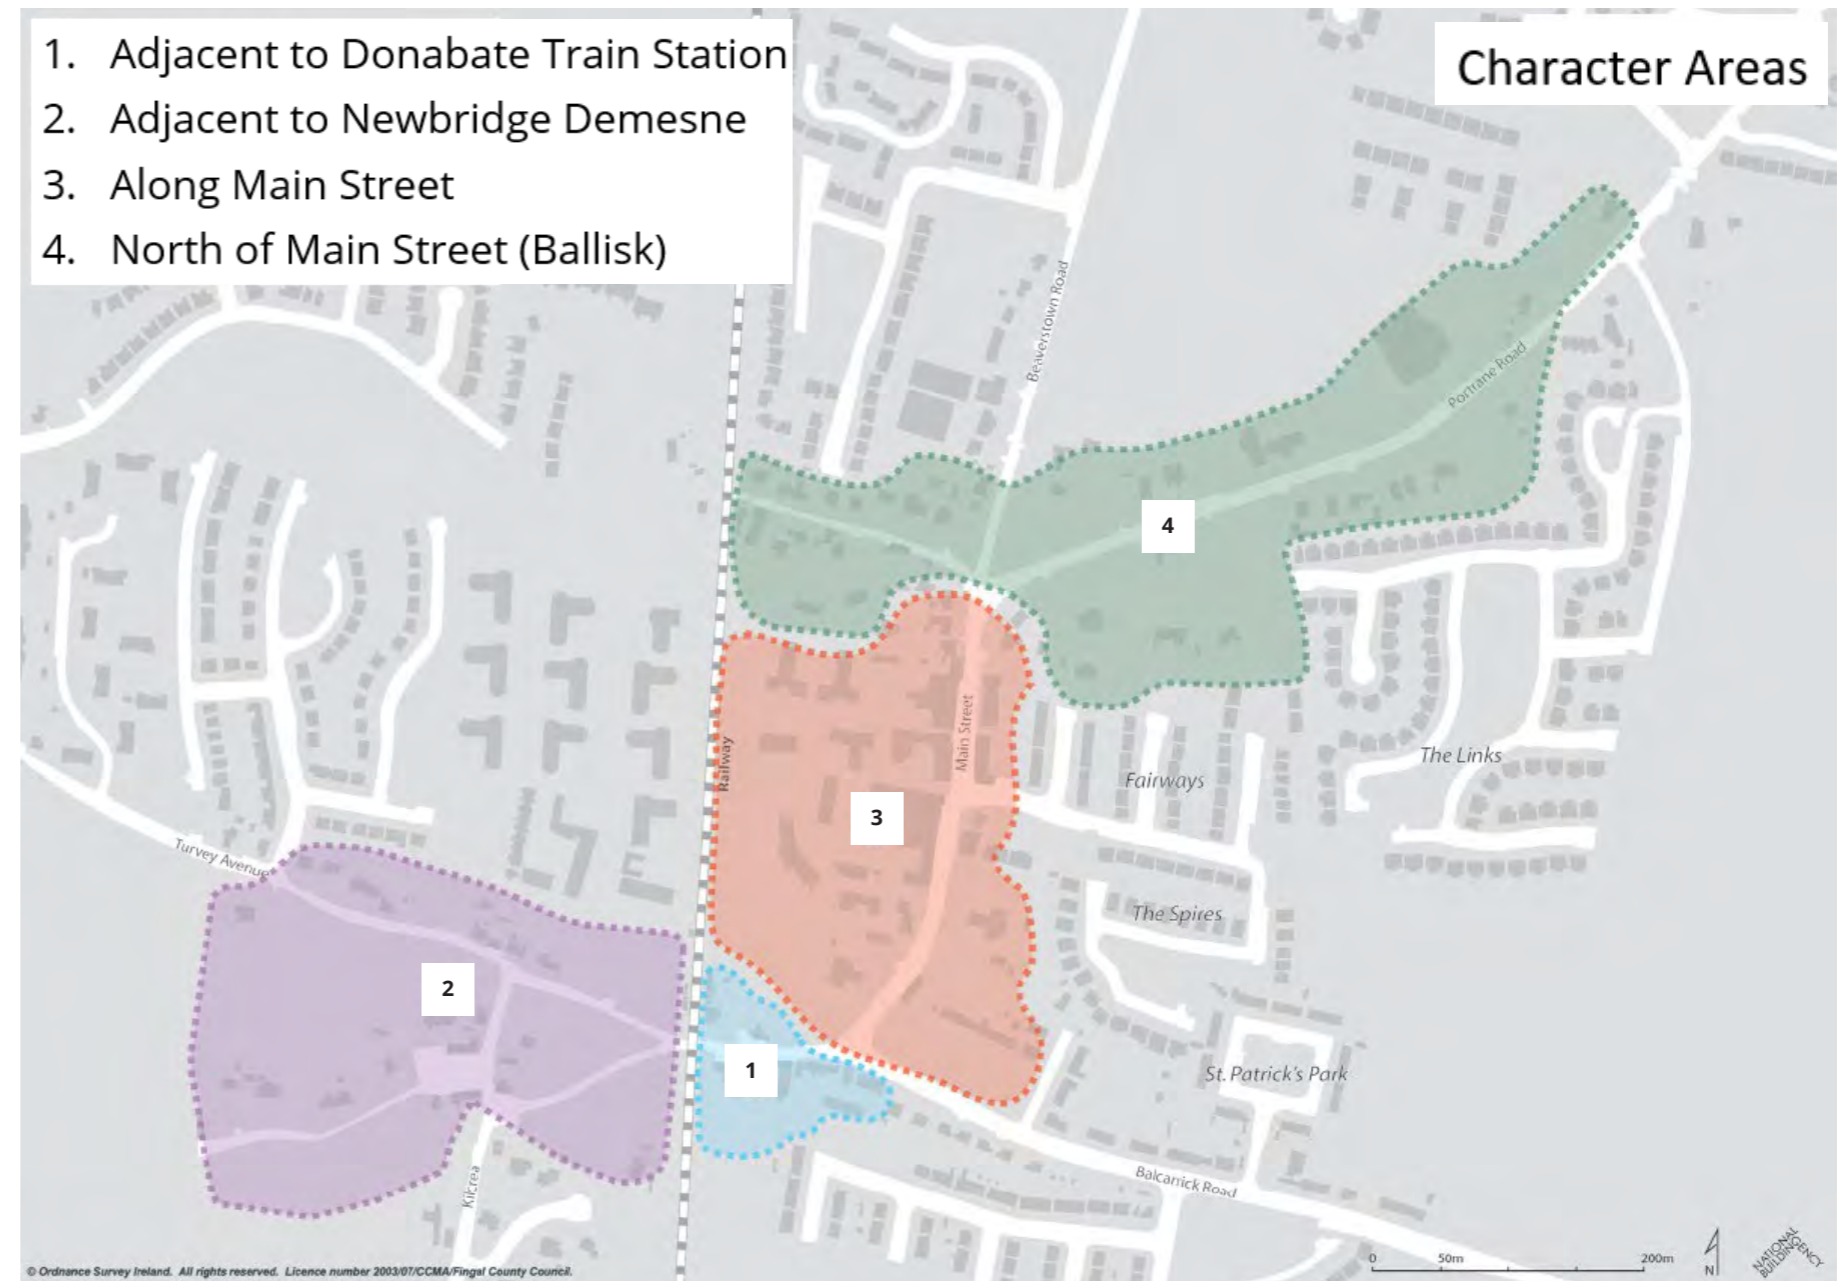 1. Adjacent to Donabate Train Station
2. Adjacent to Newbridge Demesne
3. Along Main Street
4. North of Main Street (Ballisk)
Character Areas
Beaverstown Road
Portrane Road
4
Main Street
Railway
Fairways
The Links
3
Turvey Avenue
The Spires
2
1
St. Patrick's Park
Kilcrea
Balcarrick Road
0 50m 200m
N
NATIONAL
BUILDING
AGENCY
© Ordnance Survey Ireland. All rights reserved. Licence number 2003/07/CCMA/Fingal County Council.